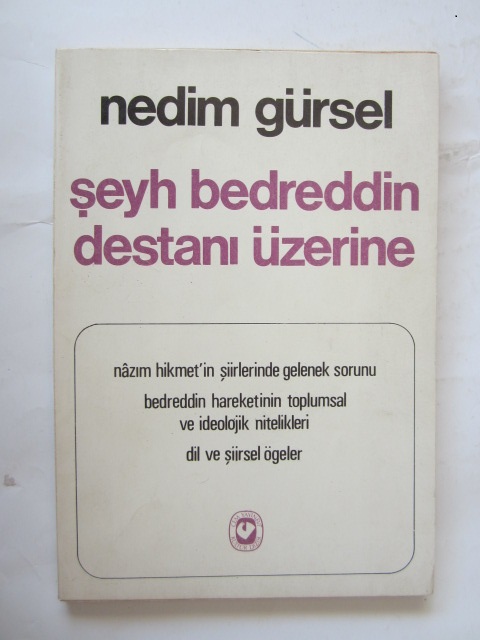 nedim gürsel
şeyh bedreddin
destanı üzerine
nâzım hikmet'in şiirlerinde gelenek sorunu
bedreddin hareketinin toplumsal
ve ideolojik nitelikleri
dil ve şiirsel ögeler